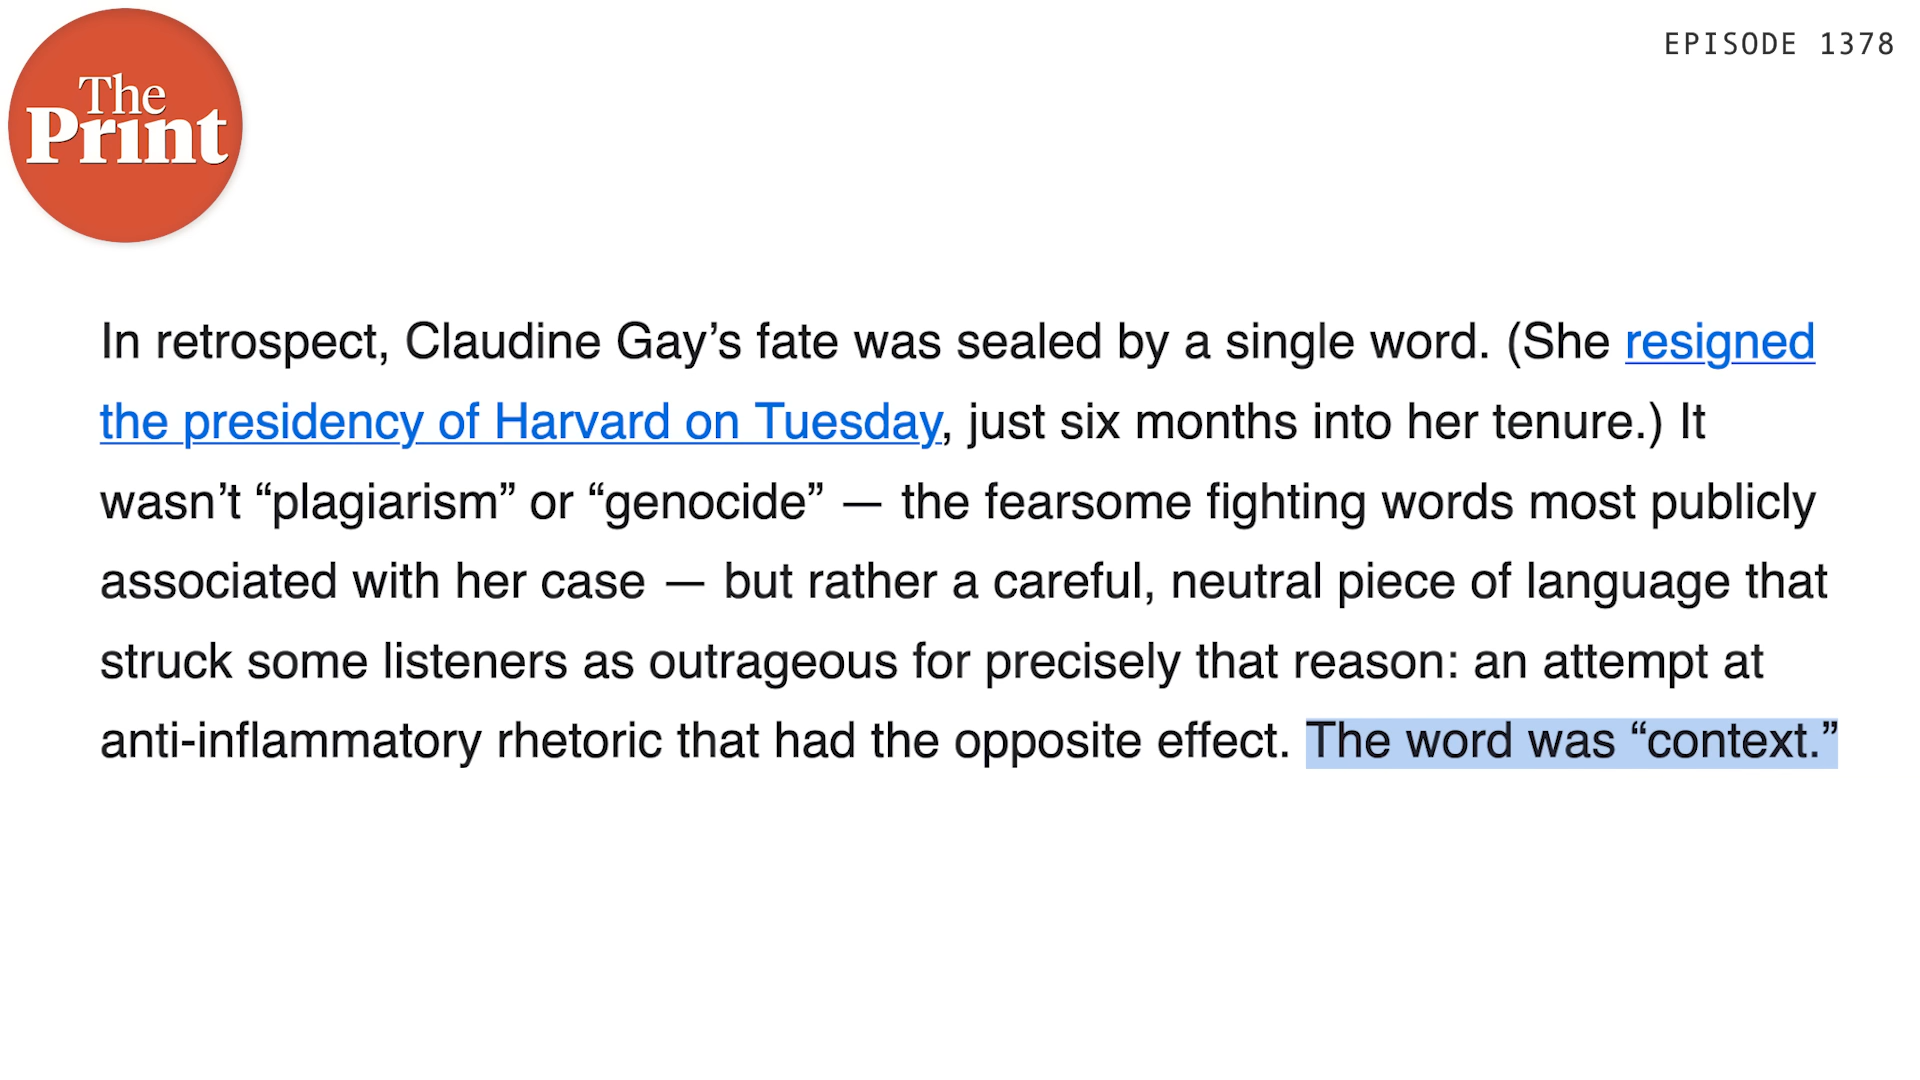 The
Print
EPISODE 1378
In retrospect, Claudine Gay’s fate was sealed by a single word. (She resigned
the presidency of Harvard on Tuesday, just six months into her tenure.) It
wasn’t “plagiarism” or “genocide” — the fearsome fighting words most publicly
associated with her case — but rather a careful, neutral piece of language that
struck some listeners as outrageous for precisely that reason: an attempt at
anti-inflammatory rhetoric that had the opposite effect. The word was “context.”